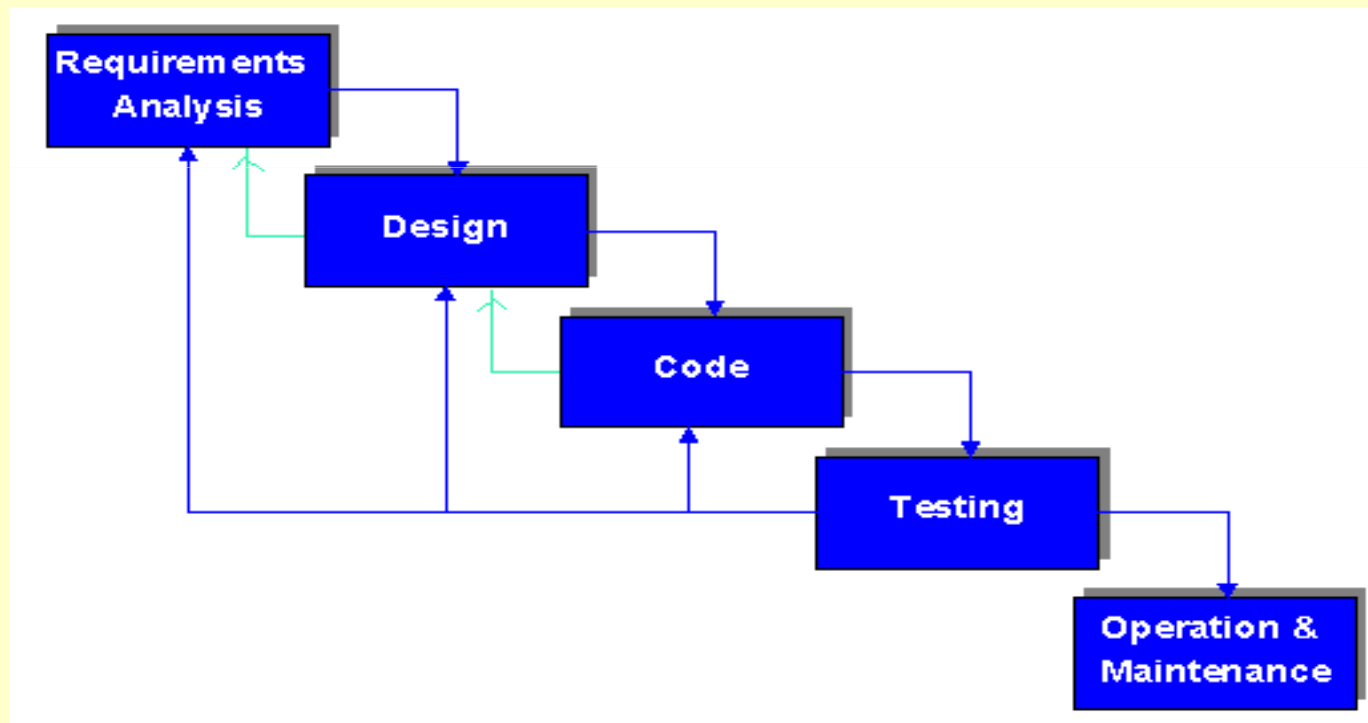 Requirements
Analysis
Design
Code
Testing
Operation &
Maintenance